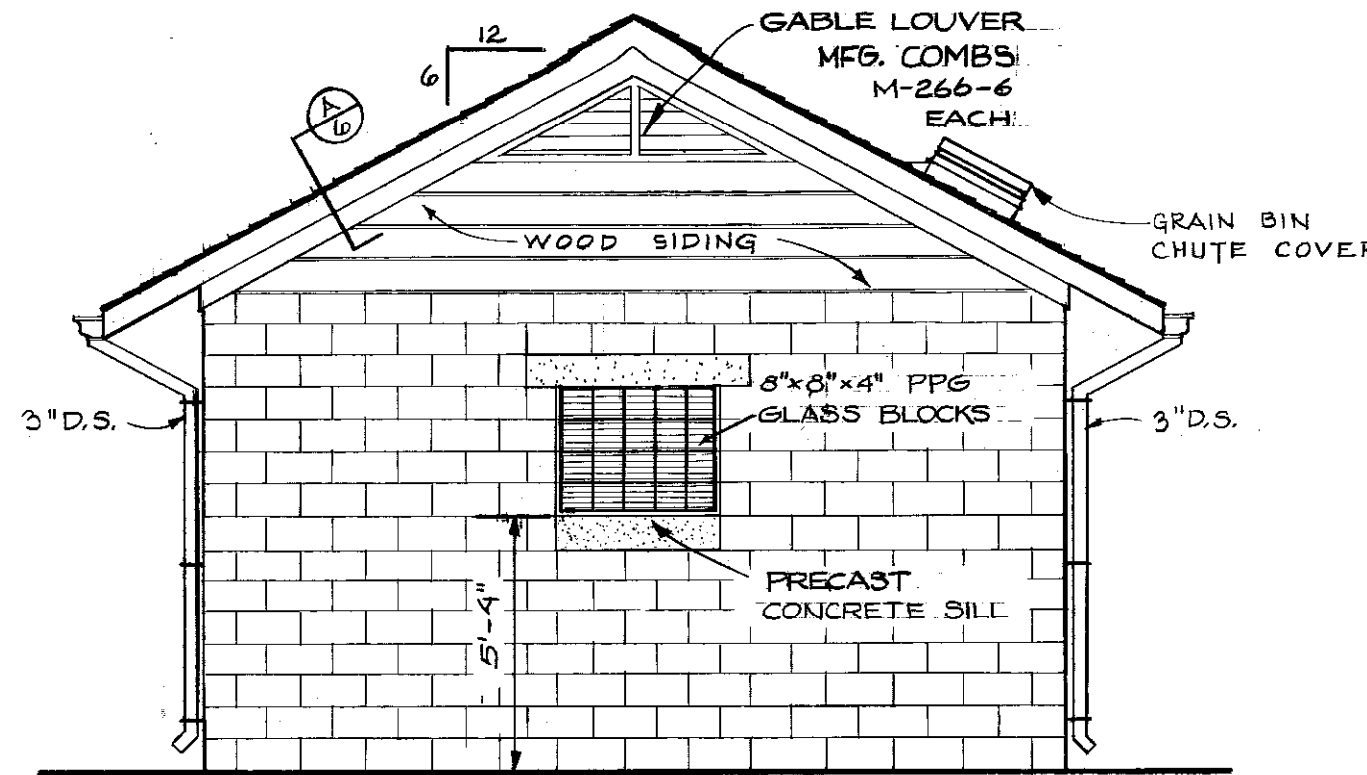 GABLE LOUVER
MFG. COMBS
M-266-6
EACH
12
6
A
6
GRAIN BIN
CHUTE COVER
WOOD SIDING
8"x8"x4" PPG
GLASS BLOCKS
3"D.S.
3"D.S.
PRECAST
CONCRETE SILL
5'-4"